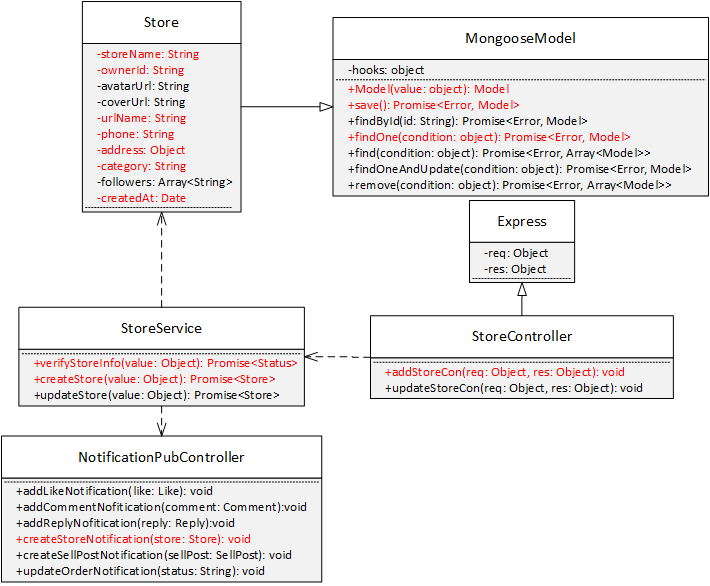 Store
-storeName: String
-ownerId: String
-avatarUrl: String
-coverUrl: String
-urlName: String
-phone: String
-address: Object
-category: String
-followers: Array<String>
-createdAt: Date
MongooseModel
-hooks: object
+Model(value: object): Model
+save(): Promise<Error, Model>
+findById(id: String): Promise<Error, Model>
+findOne(condition: object): Promise<Error, Model>
+find(condition: object): Promise<Error, Array<Model>>
+findOneAndUpdate(condition: object): Promise<Error, Model>
+remove(condition: object): Promise<Error, Array<Model>>
Express
-req: Object
-res: Object
StoreService
+verifyStoreInfo(value: Object): Promise<Status>
+createStore(value: Object): Promise<Store>
+updateStore(value: Object): Promise<Store>
StoreController
+addStoreCon(req: Object, res: Object): void
+updateStoreCon(req: Object, res: Object): void
NotificationPubController
+addLikeNotification(like: Like): void
+addCommentNofitication(comment: Comment):void
+addReplyNofitication(reply: Reply):void
+createStoreNotification(store: Store): void
+createSellPostNotification(sellPost: SellPost): void
+updateOrderNotification(status: String): void